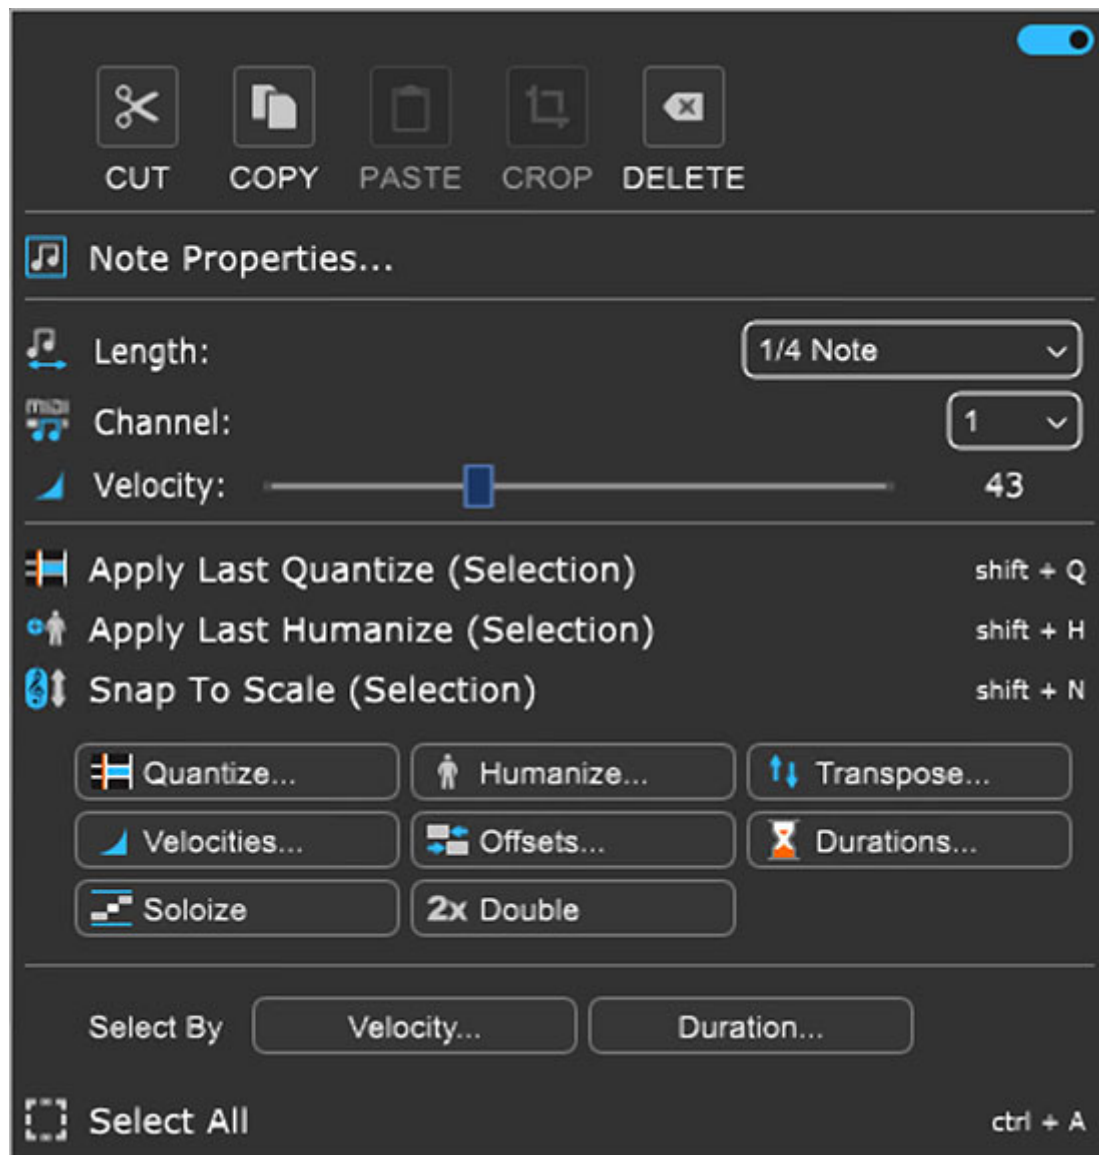 CUT COPY PASTE CROP DELETE
Note Properties...
Length: 1/4 Note
midi
Channel: 1
Velocity: 43
Apply Last Quantize (Selection) shift + Q
Apply Last Humanize (Selection) shift + H
Snap To Scale (Selection) shift + N
Quantize... Humanize... Transpose...
Velocities... Offsets... Durations...
Soloize 2x Double
Select By Velocity... Duration...
Select All ctrl + A